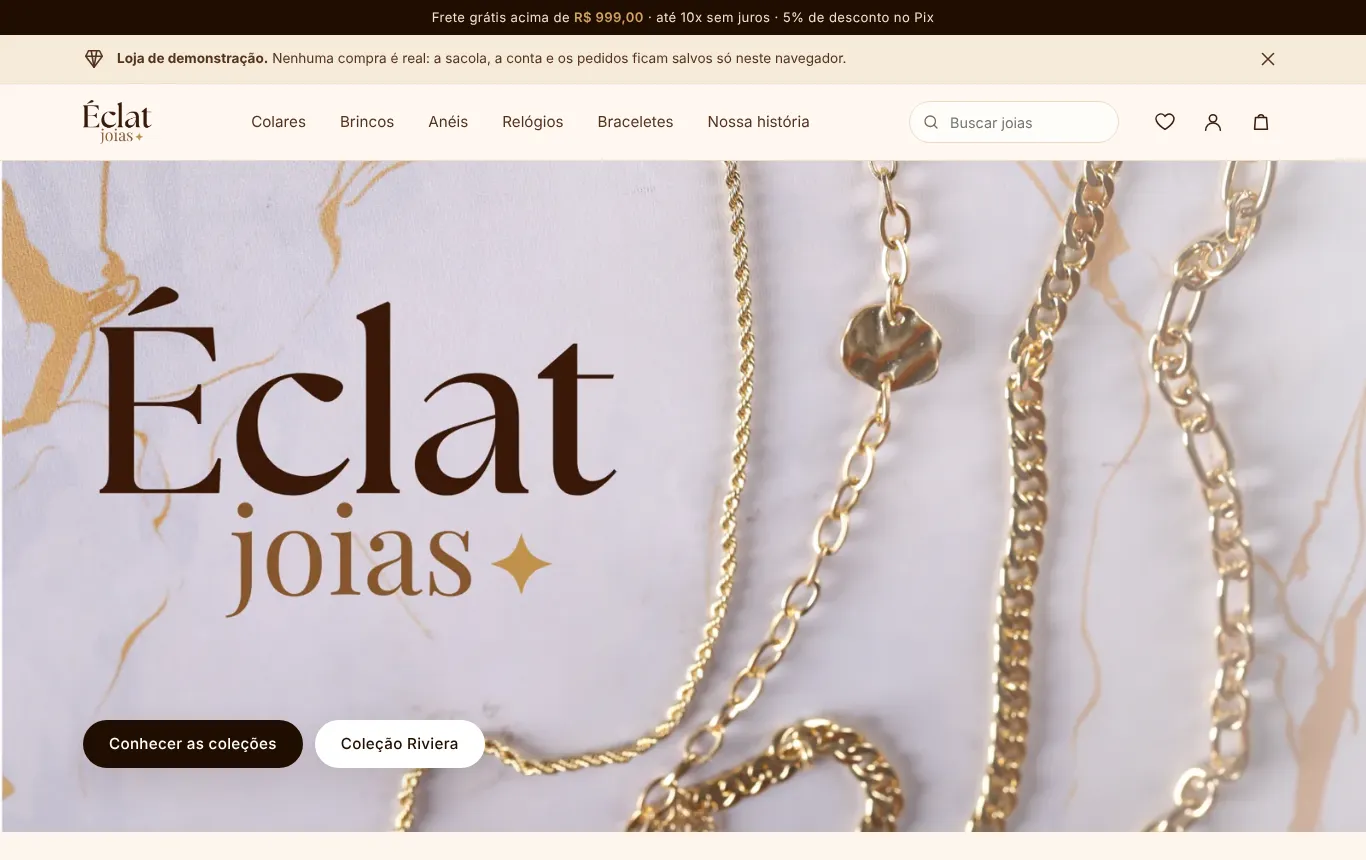 Frete grátis acima de R$ 999,00 · até 10x sem juros · 5% de desconto no Pix
Loja de demonstração. Nenhuma compra é real: a sacola, a conta e os pedidos ficam salvos só neste navegador.
Éclat
joias
Colares
Brincos
Anéis
Relógios
Braceletes
Nossa história
Buscar joias
Éclat
joias
Conhecer as coleções
Coleção Riviera